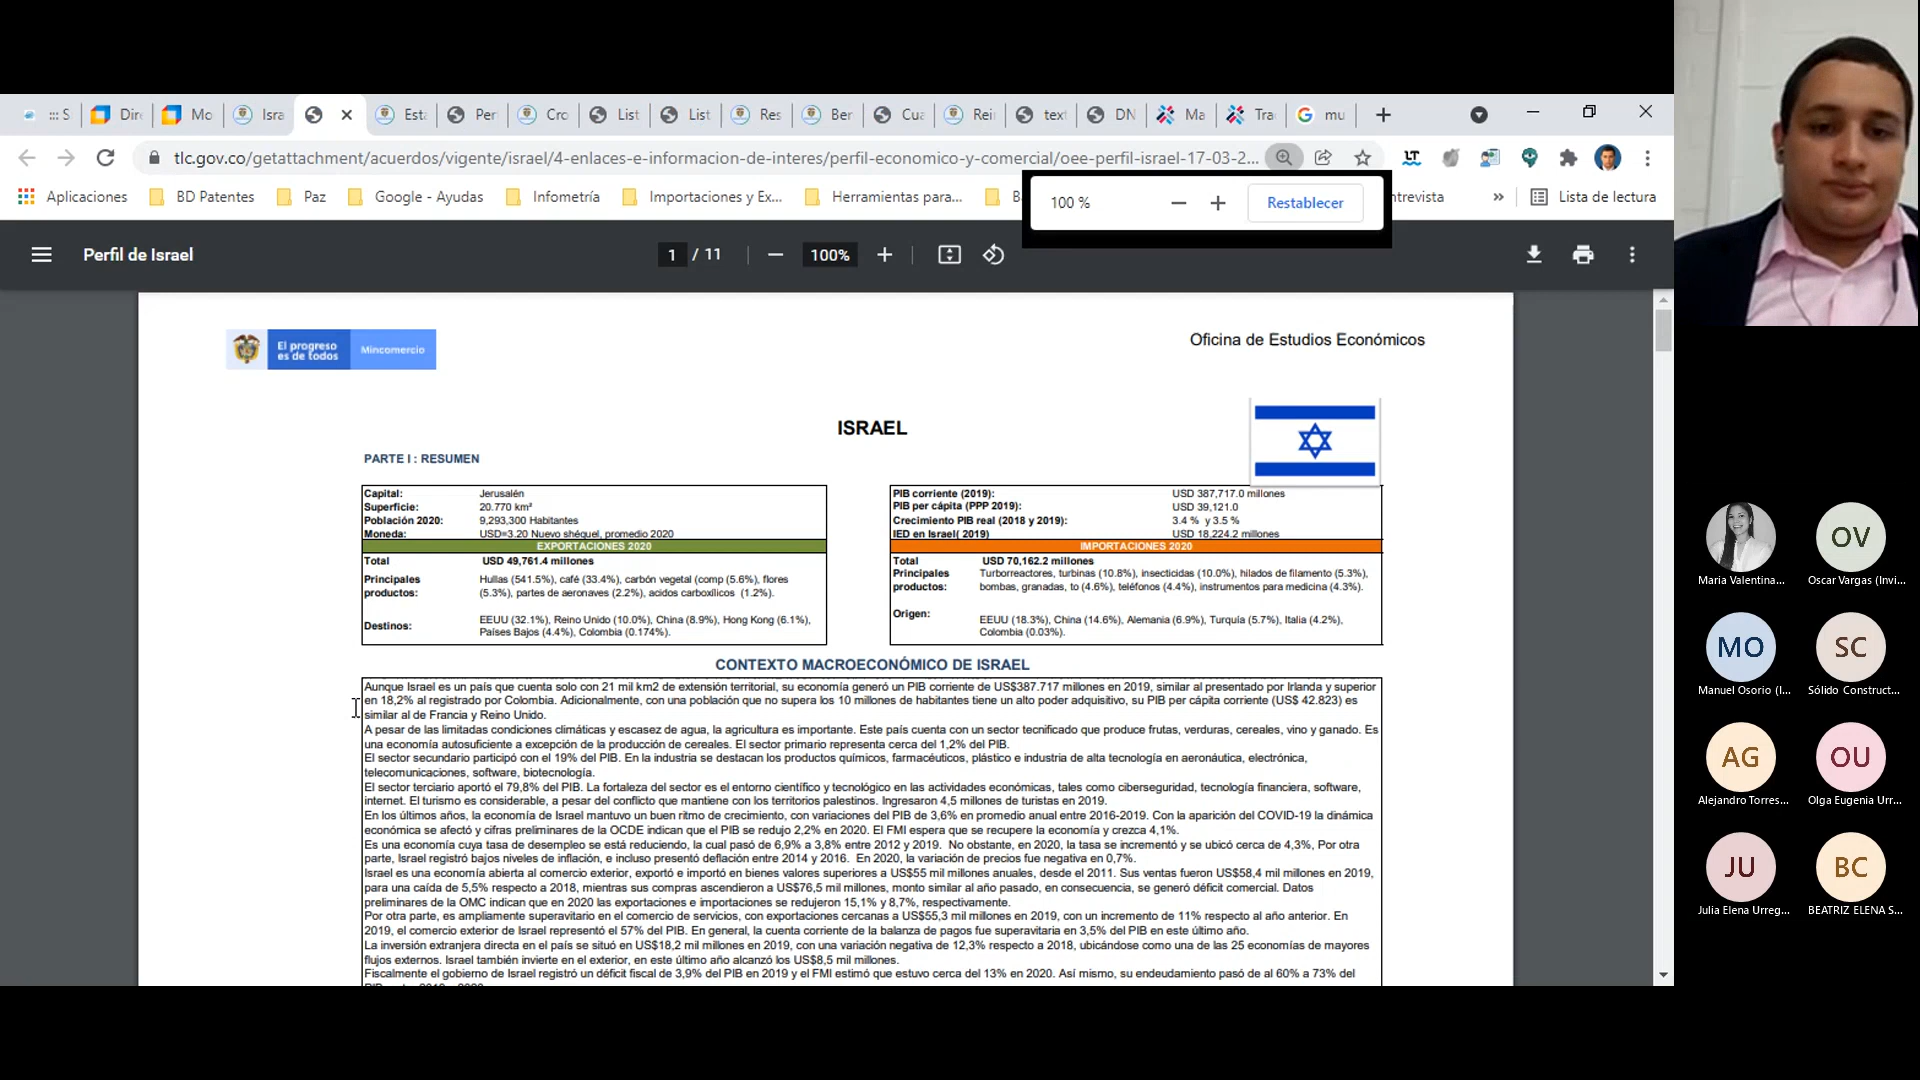 ::: S
Dire
Mo
Isra
Esta
Per
Cro
List
List
Res
Ber
Cua
Rei
text
DN
Ma
Tra
mu
tlc.gov.co/getattachment/acuerdos/vigente/israel/4-enlaces-e-informacion-de-interes/perfil-economico-y-comercial/oee-perfil-israel-17-03-2...
LT
Aplicaciones
BD Patentes
Paz
Google - Ayudas
Infometría
Importaciones y Ex...
Herramientas para...
B
ntrevista
»
Lista de lectura
100 %
Restablecer
Perfil de Israel
1 / 11
100%
El progreso
es de todos
Mincomercio
Oficina de Estudios Económicos
ISRAEL
PARTE I : RESUMEN
Capital: Jerusalén
Superficie: 20.770 km²
Población 2020: 9,293,300 Habitantes
Moneda: USD=3.20 Nuevo shéquel, promedio 2020
EXPORTACIONES 2020
Total USD 49,761.4 millones
Principales productos: Hullas (541.5%), café (33.4%), carbón vegetal (comp (5.6%), flores
(5.3%), partes de aeronaves (2.2%), acidos carboxílicos (1.2%).
Destinos: EEUU (32.1%), Reino Unido (10.0%), China (8.9%), Hong Kong (6.1%),
Países Bajos (4.4%), Colombia (0.174%).
PIB corriente (2019): USD 387,717.0 millones
PIB per cápita (PPP 2019): USD 39,121.0
Crecimiento PIB real (2018 y 2019): 3.4 % y 3.5 %
IED en Israel( 2019) USD 18,224.2 millones
IMPORTACIONES 2020
Total USD 70,162.2 millones
Principales productos: Turborreactores, turbinas (10.8%), insecticidas (10.0%), hilados de filamento (5.3%),
bombas, granadas, to (4.6%), teléfonos (4.4%), instrumentos para medicina (4.3%).
Origen: EEUU (18.3%), China (14.6%), Alemania (6.9%), Turquía (5.7%), Italia (4.2%),
Colombia (0.03%).
CONTEXTO MACROECONÓMICO DE ISRAEL
Aunque Israel es un país que cuenta solo con 21 mil km2 de extensión territorial, su economía generó un PIB corriente de US$387.717 millones en 2019, similar al presentado por Irlanda y superior
en 18,2% al registrado por Colombia. Adicionalmente, con una población que no supera los 10 millones de habitantes tiene un alto poder adquisitivo, su PIB per cápita corriente (US$ 42.823) es
similar al de Francia y Reino Unido.
A pesar de las limitadas condiciones climáticas y escasez de agua, la agricultura es importante. Este país cuenta con un sector tecnificado que produce frutas, verduras, cereales, vino y ganado. Es
una economía autosuficiente a excepción de la producción de cereales. El sector primario representa cerca del 1,2% del PIB.
El sector secundario participó con el 19% del PIB. En la industria se destacan los productos químicos, farmacéuticos, plástico e industria de alta tecnología en aeronáutica, electrónica,
telecomunicaciones, software, biotecnología.
El sector terciario aportó el 79,8% del PIB. La fortaleza del sector es el entorno científico y tecnológico en las actividades económicas, tales como ciberseguridad, tecnología financiera, software,
internet. El turismo es considerable, a pesar del conflicto que mantiene con los territorios palestinos. Ingresaron 4,5 millones de turistas en 2019.
En los últimos años, la economía de Israel mantuvo un buen ritmo de crecimiento, con variaciones del PIB de 3,6% en promedio anual entre 2016-2019. Con la aparición del COVID-19 la dinámica
económica se afectó y cifras preliminares de la OCDE indican que el PIB se redujo 2,2% en 2020. El FMI espera que se recupere la economía y crezca 4,1%.
Es una economía cuya tasa de desempleo se está reduciendo, la cual pasó de 6,9% a 3,8% entre 2012 y 2019. No obstante, en 2020, la tasa se incrementó y se ubicó cerca de 4,3%, Por otra
parte, Israel registró bajos niveles de inflación, e incluso presentó deflación entre 2014 y 2016. En 2020, la variación de precios fue negativa en 0,7%.
Israel es una economía abierta al comercio exterior, exportó e importó en bienes valores superiores a US$55 mil millones anuales, desde el 2011. Sus ventas fueron US$58,4 mil millones en 2019,
para una caída de 5,5% respecto a 2018, mientras sus compras ascendieron a US$76,5 mil millones, monto similar al año pasado, en consecuencia, se generó déficit comercial. Datos
preliminares de la OMC indican que en 2020 las exportaciones e importaciones se redujeron 15,1% y 8,7%, respectivamente.
Por otra parte, es ampliamente superavitario en el comercio de servicios, con exportaciones cercanas a US$55,3 mil millones en 2019, con un incremento de 11% respecto al año anterior. En
2019, el comercio exterior de Israel representó el 57% del PIB. En general, la cuenta corriente de la balanza de pagos fue superavitaria en 3,5% del PIB en este último año.
La inversión extranjera directa en el país se situó en US$18,2 mil millones en 2019, con una variación negativa de 12,3% respecto a 2018, ubicándose como una de las 25 economías de mayores
flujos externos. Israel también invierte en el exterior, en este último año alcanzó los US$8,5 mil millones.
Fiscalmente el gobierno de Israel registró un déficit fiscal de 3,9% del PIB en 2019 y el FMI estimó que estuvo cerca del 13% en 2020. Así mismo, su endeudamiento pasó de al 60% a 73% del
Maria Valentina...
OV
Oscar Vargas (Invi...
MO
Manuel Osorio (I...
SC
Sólido Construct...
AG
Alejandro Torres...
OU
Olga Eugenia Urr...
JU
Julia Elena Urreg...
BC
BEATRIZ ELENA S...